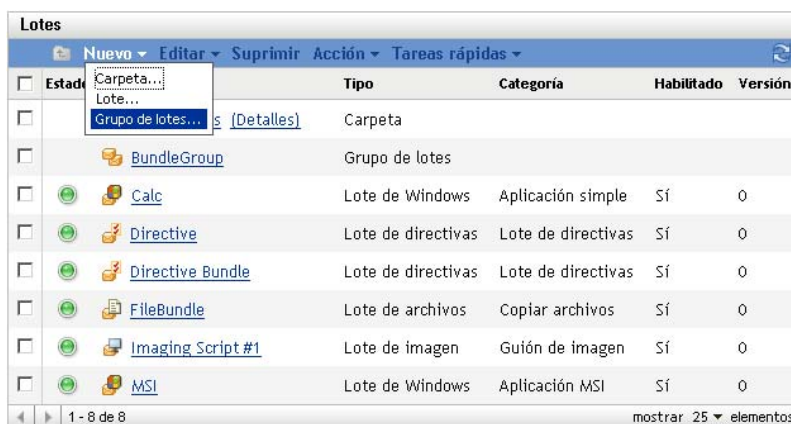 Lotes
Nuevo Editar Suprimir Acción Tareas rápidas
Carpeta...
Lote...
Grupo de lotes...
Tipo Categoría Habilitado Versión
s (Detalles) Carpeta
BundleGroup Grupo de lotes
Calc Lote de Windows Aplicación simple Sí 0
Directive Lote de directivas Lote de directivas Sí 0
Directive Bundle Lote de directivas Lote de directivas Sí 0
FileBundle Lote de archivos Copiar archivos Sí 0
Imaging Script #1 Lote de imagen Guión de imagen Sí 0
MSI Lote de Windows Aplicación MSI Sí 0
1 - 8 de 8 mostrar 25 elementos